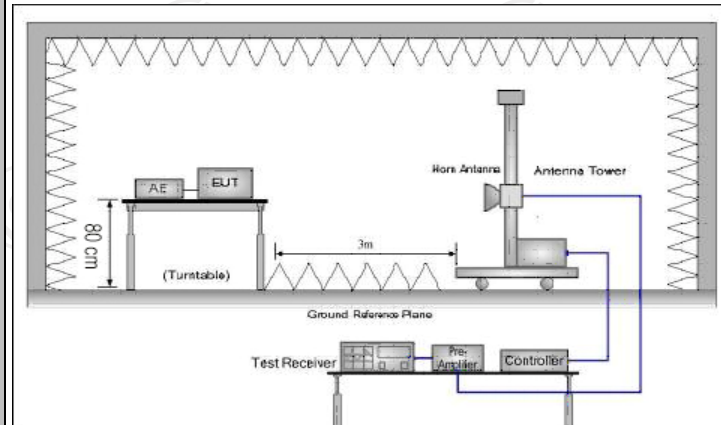 Horn Antenna
Antenna Tower
AE
EUT
80 cm
3m
(Turntable)
Ground Reference Plane
Test Receiver
Pre-
Amplifier
Controller